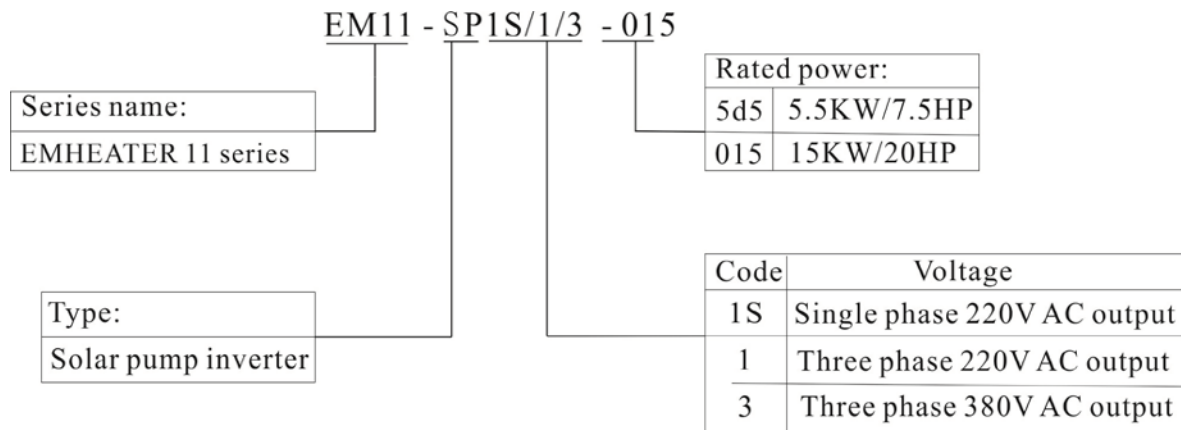 EM11 - SP1S/1/3 - 015
Series name:
EMHEATER 11 series
Rated power:
5d5 5.5KW/7.5HP
015 15KW/20HP
Type:
Solar pump inverter
Code Voltage
1S Single phase 220V AC output
1 Three phase 220V AC output
3 Three phase 380V AC output